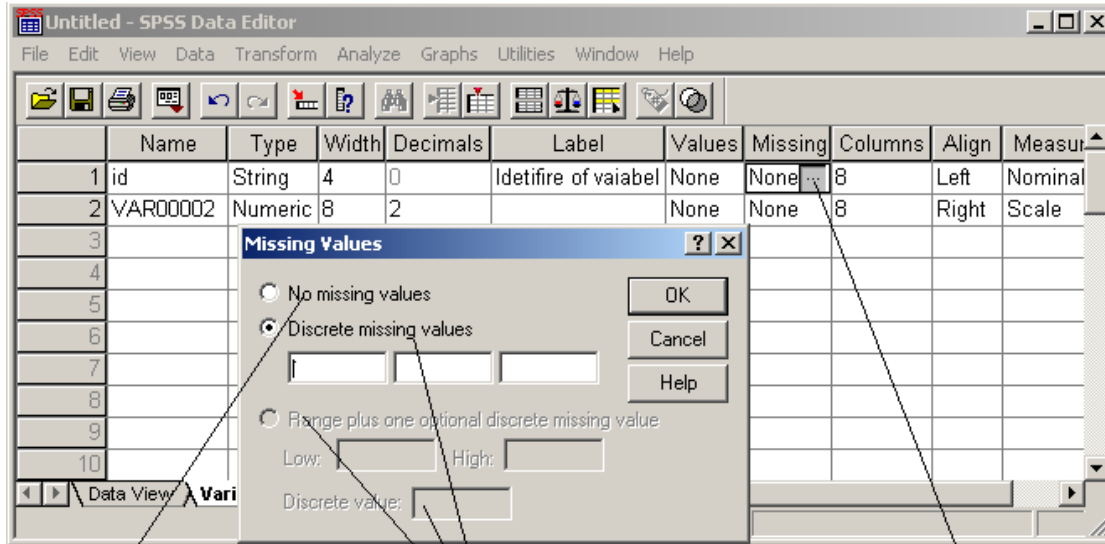 SPSS
Untitled - SPSS Data Editor
File Edit View Data Transform Analyze Graphs Utilities Window Help
Name Type Width Decimals Label Values Missing Columns Align Measur
1 id String 4 0 Idetifire of vaiabel None None ... 8 Left Nominal
2 VAR00002 Numeric 8 2 None None 8 Right Scale
3
4
5
6
7
8
9
10
Missing Values
No missing values
Discrete missing values
Range plus one optional discrete missing value
Low: High:
Discrete value:
OK
Cancel
Help
Data View Vari